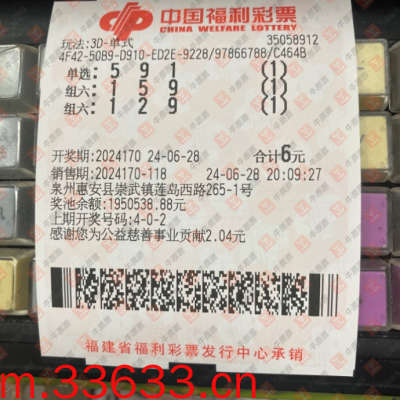 中国福利彩票
CHINA WELFARE LOTTERY
玩法:3D-单式 35058912
4F42-50B9-D910-ED2E-9228/97866788/C464B
单选: 5 9 1 (1)
组六: 1 5 9 (1)
组六: 1 2 9 (1)
开奖期:2024170 24-06-28 合计6元
销售期:2024170-118 24-06-28 20:09:27
泉州惠安县崇武镇莲岛西路265-1号
奖池余额:1950538.88元
上期开奖号码:4-0-2
感谢您为公益慈善事业贡献2.04元
福建省福利彩票发行中心承销
m.33633.cn